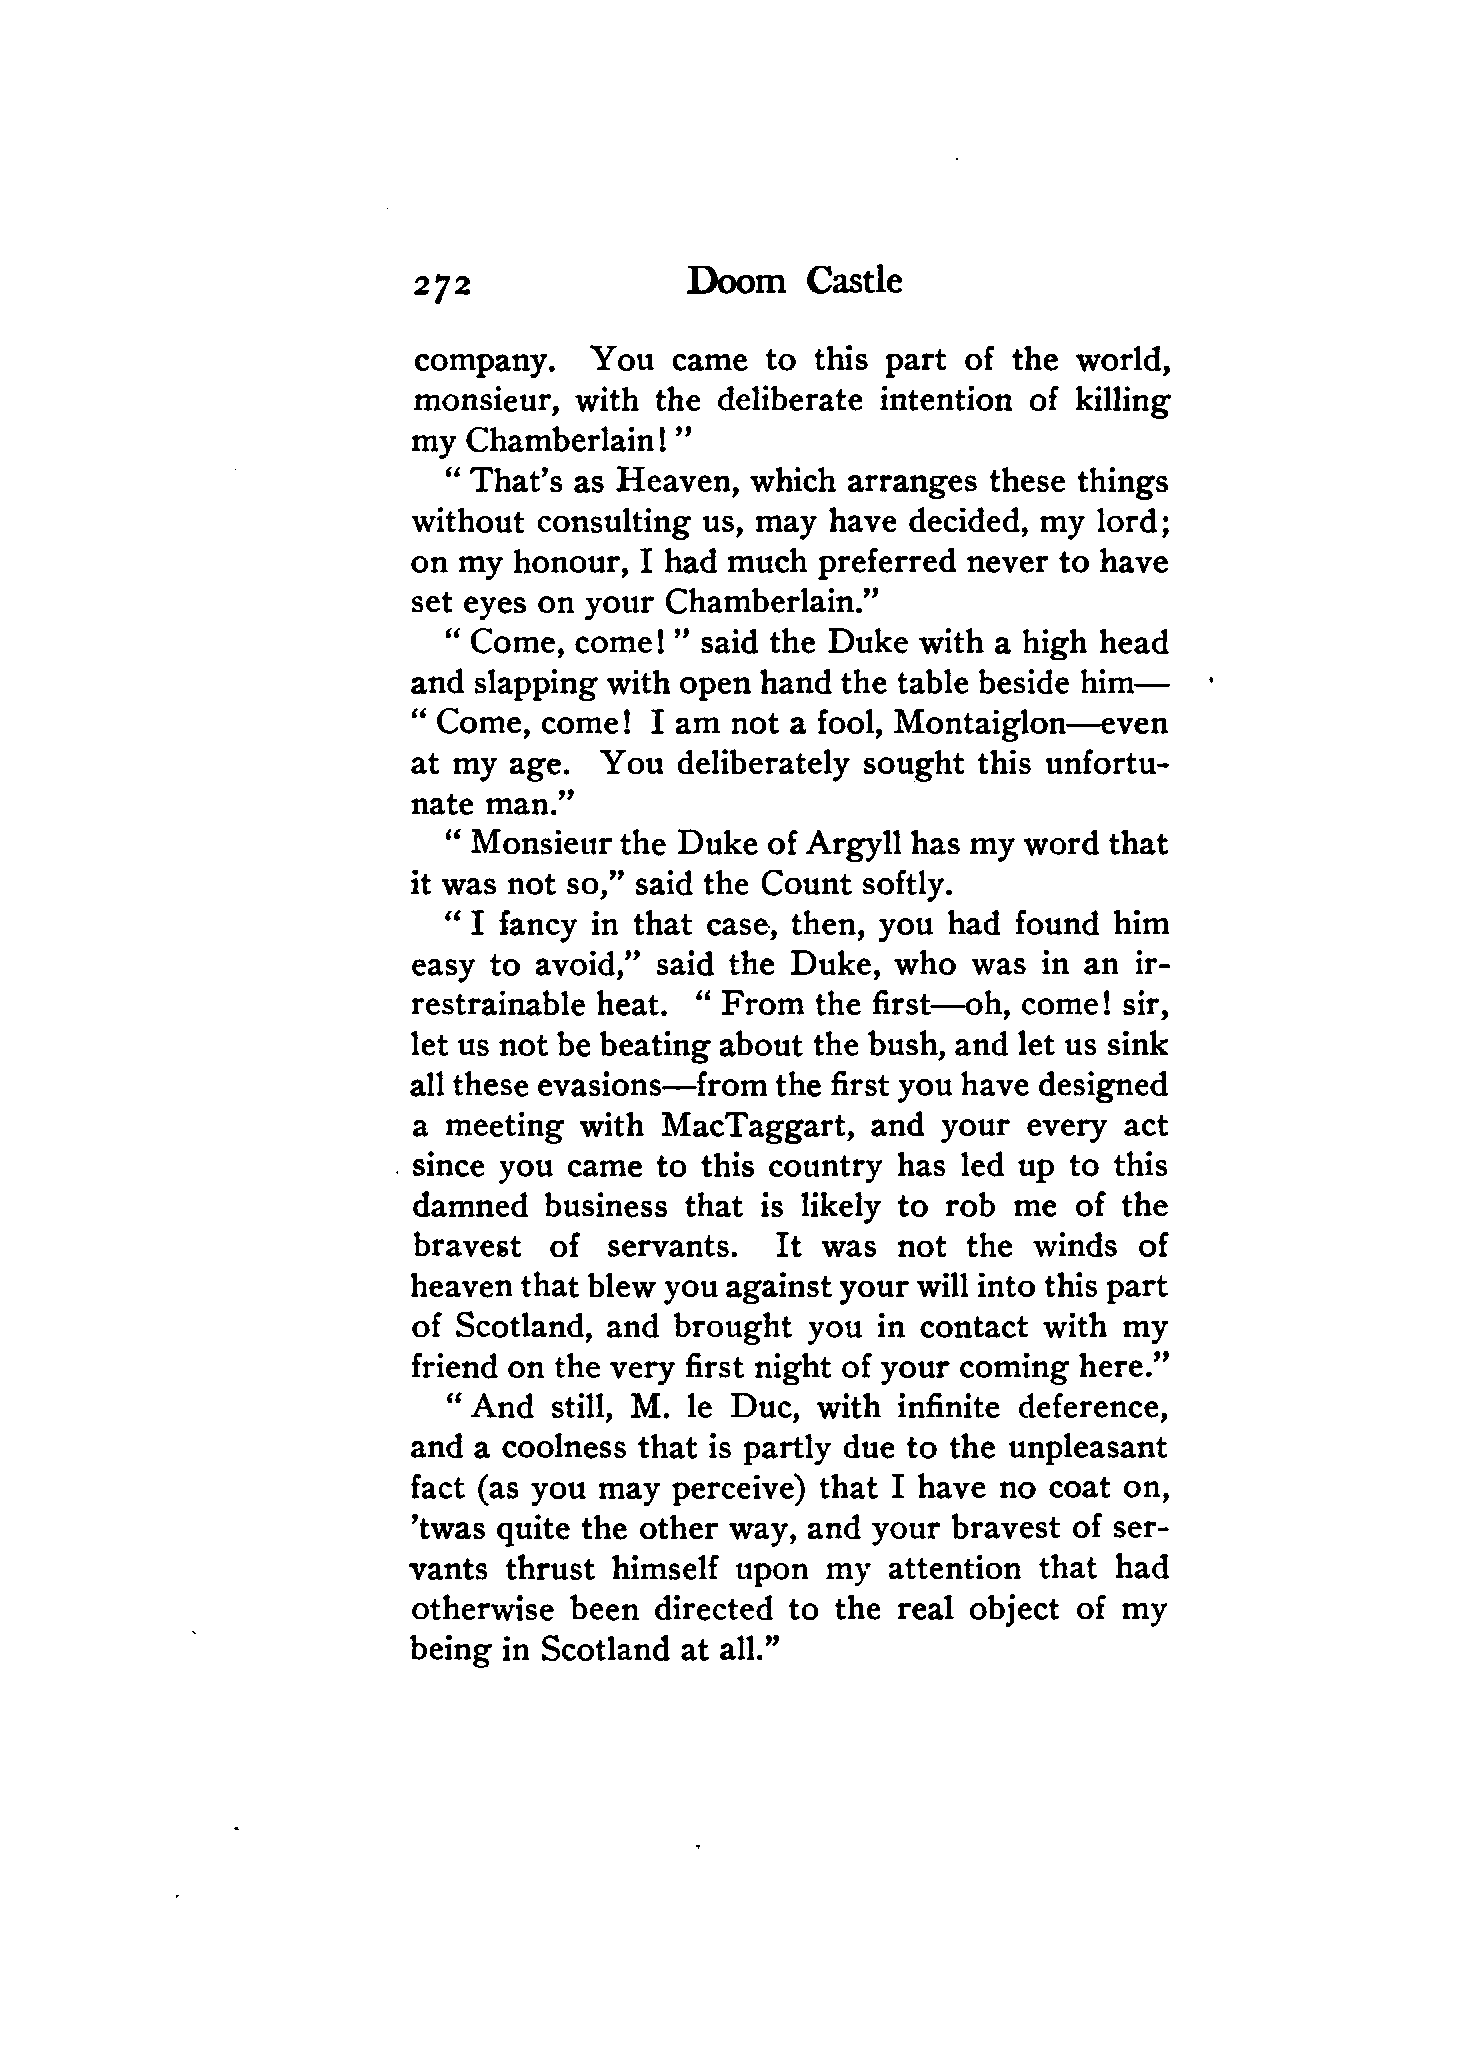 272 Doom Castle
company. You came to this part of the world,
monsieur, with the deliberate intention of killing
my Chamberlain! "
" That's as Heaven, which arranges these things
without consulting us, may have decided, my lord;
on my honour, I had much preferred never to have
set eyes on your Chamberlain."
" Come, come! " said the Duke with a high head
and slapping with open hand the table beside him—
" Come, come! I am not a fool, Montaiglon—even
at my age. You deliberately sought this unfortu-
nate man."
" Monsieur the Duke of Argyll has my word that
it was not so," said the Count softly.
" I fancy in that case, then, you had found him
easy to avoid," said the Duke, who was in an ir-
restrainable heat. " From the first—oh, come! sir,
let us not be beating about the bush, and let us sink
all these evasions—from the first you have designed
a meeting with MacTaggart, and your every act
since you came to this country has led up to this
damned business that is likely to rob me of the
bravest of servants. It was not the winds of
heaven that blew you against your will into this part
of Scotland, and brought you in contact with my
friend on the very first night of your coming here."
" And still, M. le Duc, with infinite deference,
and a coolness that is partly due to the unpleasant
fact (as you may perceive) that I have no coat on,
'twas quite the other way, and your bravest of ser-
vants thrust himself upon my attention that had
otherwise been directed to the real object of my
being in Scotland at all."